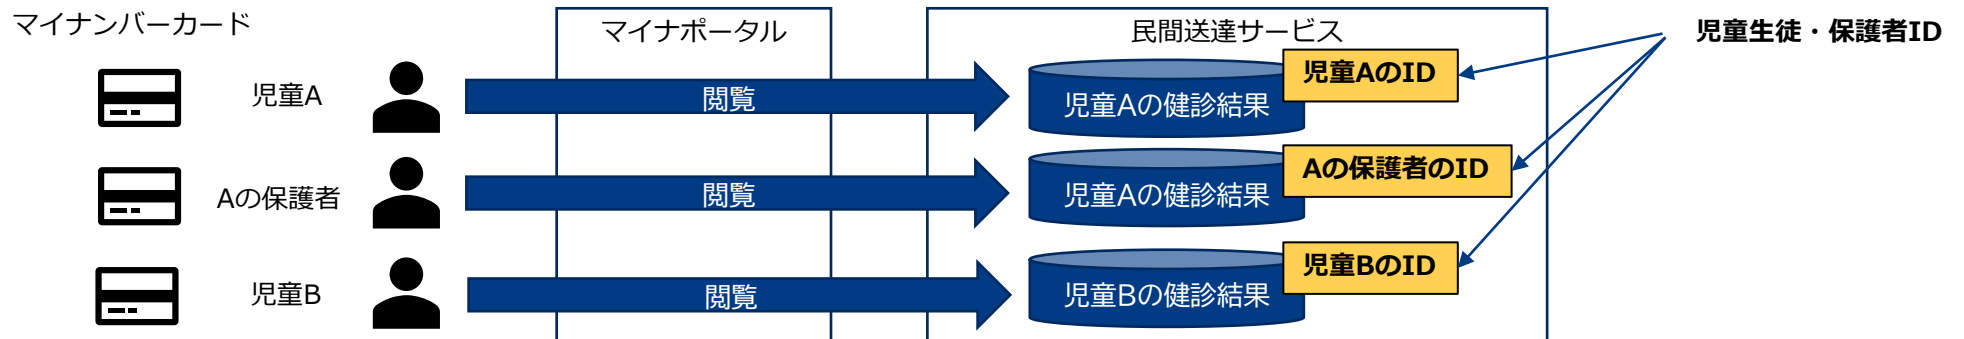 マイナンバーカード
マイナポータル
民間送達サービス
児童生徒・保護者ID
児童A
閲覧
児童Aの健診結果
児童AのID
Aの保護者
閲覧
児童Aの健診結果
Aの保護者のID
児童B
閲覧
児童Bの健診結果
児童BのID